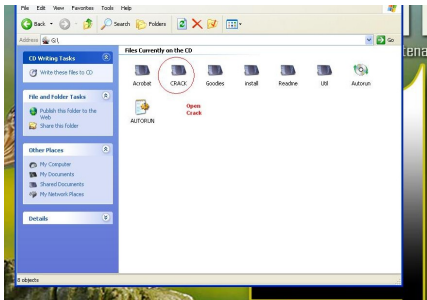 File Edit View Favorites Tools Help
Back Search Folders
Address G:\ Go
Files Currently on the CD
CD Writing Tasks
Write these files to CD
File and Folder Tasks
Publish this folder to the Web
Share this folder
Other Places
My Computer
My Documents
Shared Documents
My Network Places
Details
Acrobat CRACK Goodies install Readme Util Autorun
AUTORUN
Open
Crack
8 objects
tena